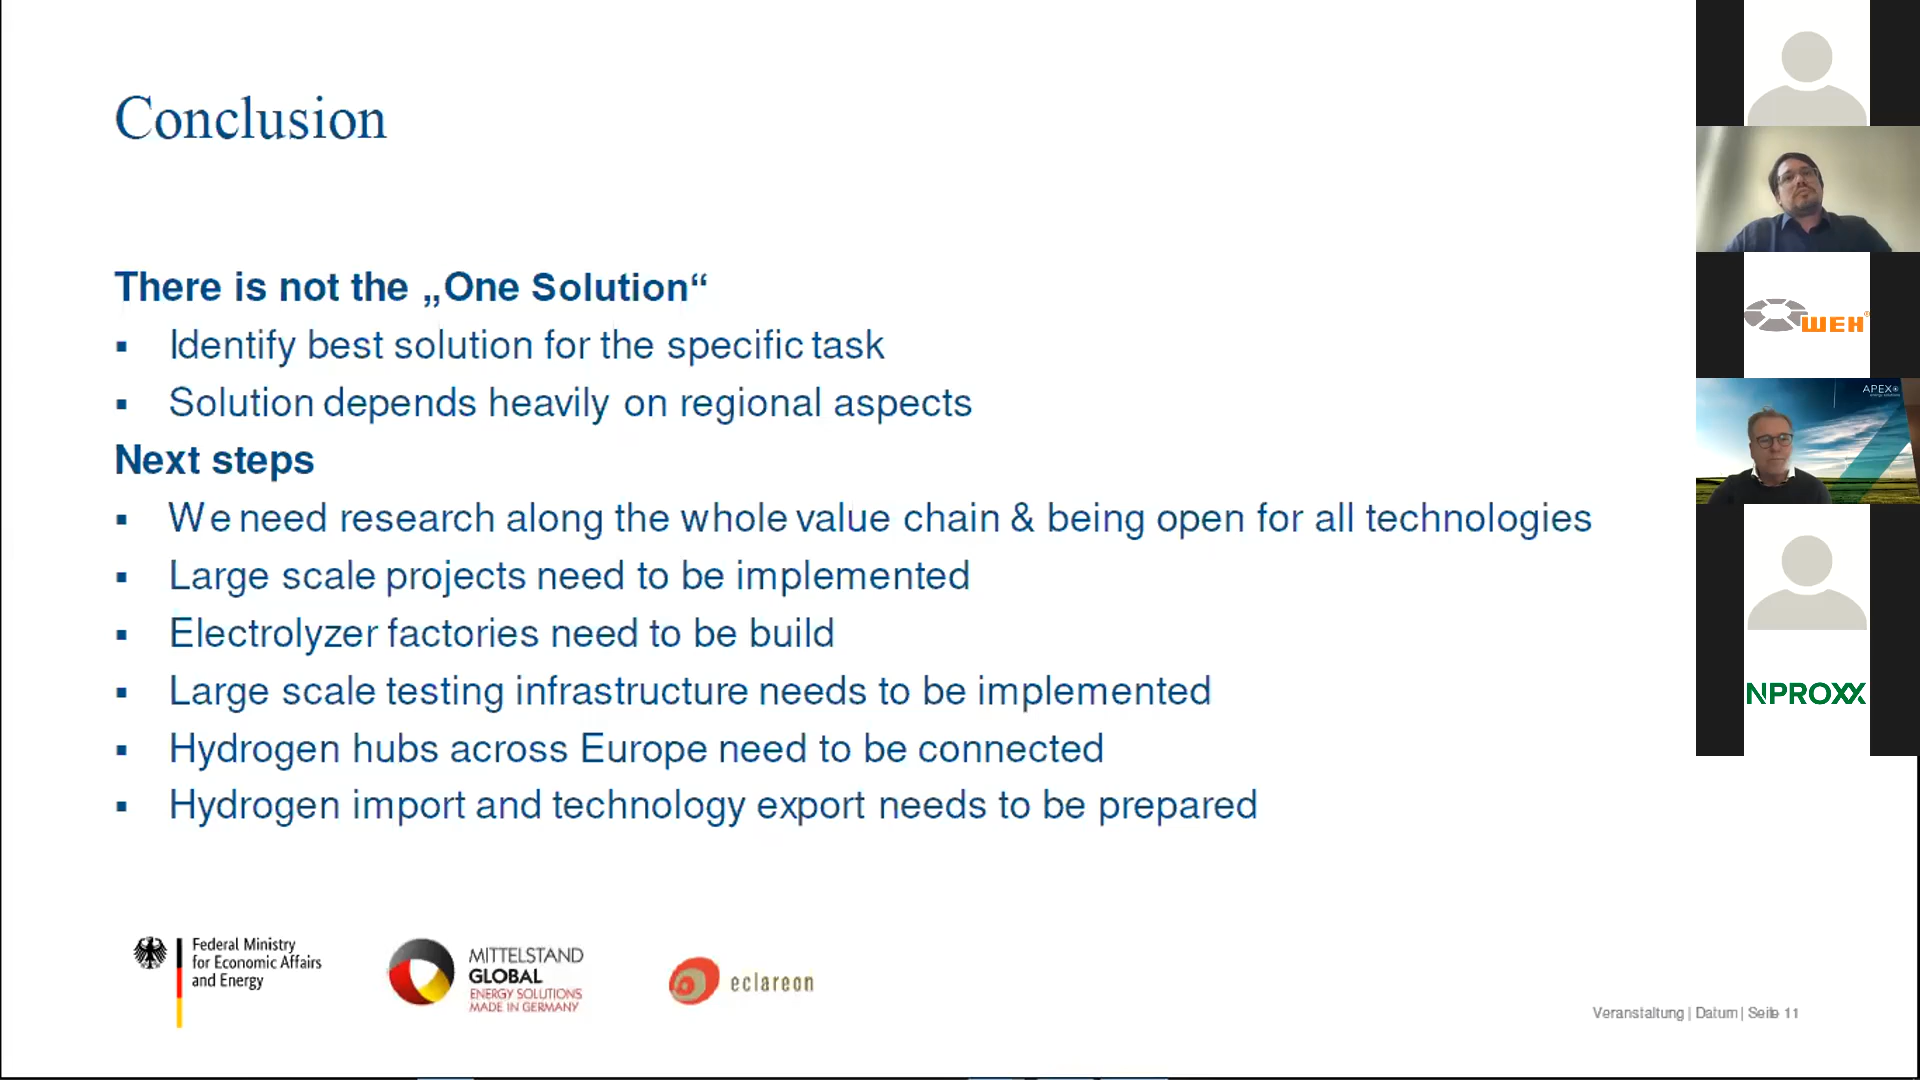 Conclusion
There is not the „One Solution“
▪ Identify best solution for the specific task
▪ Solution depends heavily on regional aspects
Next steps
▪ We need research along the whole value chain & being open for all technologies
▪ Large scale projects need to be implemented
▪ Electrolyzer factories need to be build
▪ Large scale testing infrastructure needs to be implemented
▪ Hydrogen hubs across Europe need to be connected
▪ Hydrogen import and technology export needs to be prepared
Federal Ministry
for Economic Affairs
and Energy
MITTELSTAND
GLOBAL
ENERGY SOLUTIONS
MADE IN GERMANY
eclareon
Veranstaltung | Datum | Seite 11
WEH®
APEX
energy solutions
NPROXX